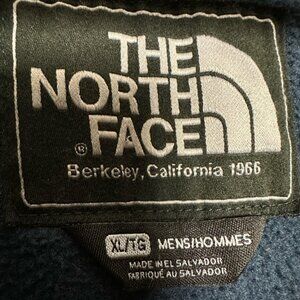 THE
NORTH
FACE
®
Berkeley, California 1966
XL/TG MENS/HOMMES
MADE IN EL SALVADOR
FABRIQUÉ AU SALVADOR